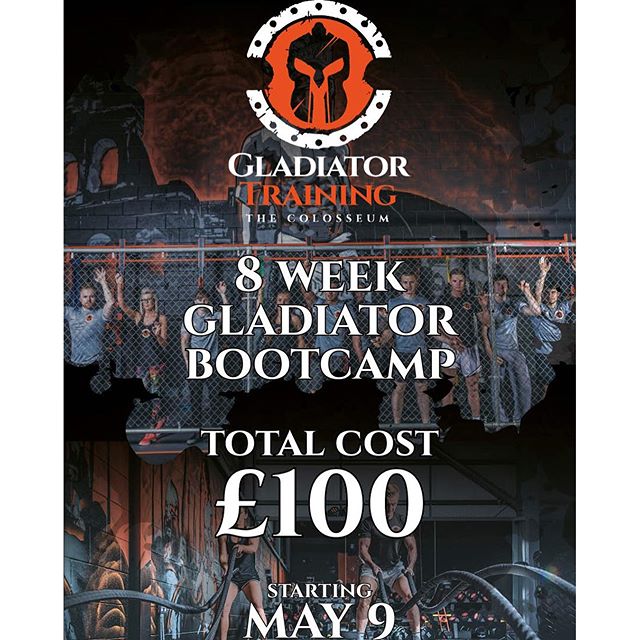 GLADIATOR
TRAINING
THE COLOSSEUM
8 WEEK
GLADIATOR
BOOTCAMP
TOTAL COST
£100
STARTING
MAY 9